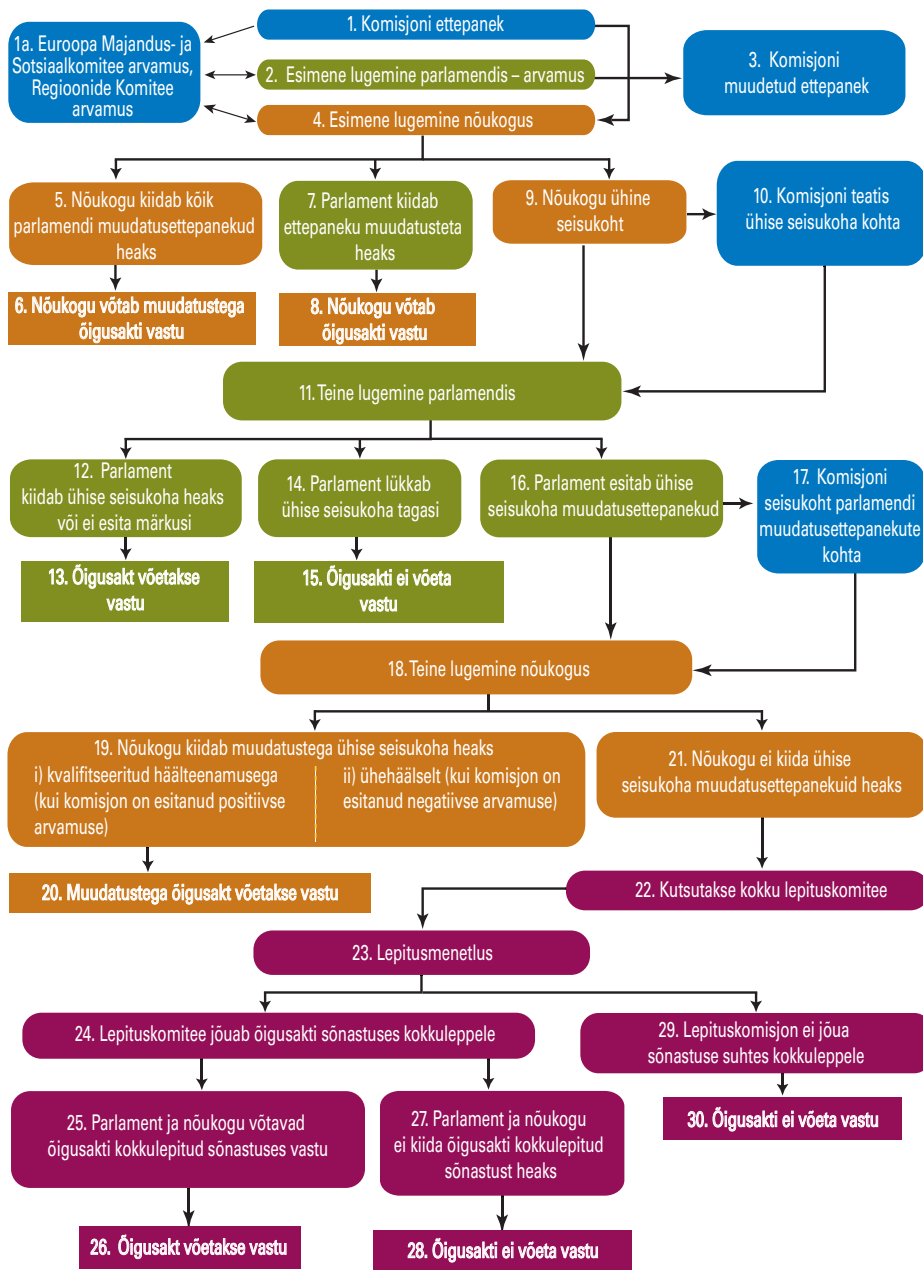 1. Komisjoni ettepanek
1a. Euroopa Majandus- ja
Sotsiaalkomitee arvamus,
Regioonide Komitee
arvamus
2. Esimene lugemine parlamendis – arvamus
3. Komisjoni
muudetud ettepanek
4. Esimene lugemine nõukogus
5. Nõukogu kiidab kõik
parlamendi muudatusettepanekud
heaks
7. Parlament kiidab
ettepaneku muudatusteta
heaks
9. Nõukogu ühine
seisukoht
10. Komisjoni teatis
ühise seisukoha kohta
6. Nõukogu võtab muudatustega
õigusakti vastu
8. Nõukogu võtab
õigusakti vastu
11. Teine lugemine parlamendis
12. Parlament
kiidab ühise seisukoha heaks
või ei esita märkusi
14. Parlament lükkab
ühise seisukoha tagasi
16. Parlament esitab ühise
seisukoha muudatusettepanekud
17. Komisjoni
seisukoht parlamendi
muudatusettepanekute
kohta
13. Õigusakt võetakse
vastu
15. Õigusakti ei võeta
vastu
18. Teine lugemine nõukogus
19. Nõukogu kiidab muudatustega ühise seisukoha heaks
i) kvalifitseeritud häälteenamusega
(kui komisjon on esitanud positiivse
arvamuse)
ii) ühehäälselt (kui komisjon on
esitanud negatiivse arvamuse)
21. Nõukogu ei kiida ühise
seisukoha muudatusettepanekuid heaks
20. Muudatustega õigusakt võetakse vastu
22. Kutsutakse kokku lepituskomitee
23. Lepitusmenetlus
24. Lepituskomitee jõuab õigusakti sõnastuses kokkuleppele
29. Lepituskomisjon ei jõua
sõnastuse suhtes kokkuleppele
25. Parlament ja nõukogu võtavad
õigusakti kokkulepitud sõnastuses vastu
27. Parlament ja nõukogu
ei kiida õigusakti kokkulepitud
sõnastust heaks
30. Õigusakti ei võeta vastu
26. Õigusakt võetakse vastu
28. Õigusakti ei võeta vastu